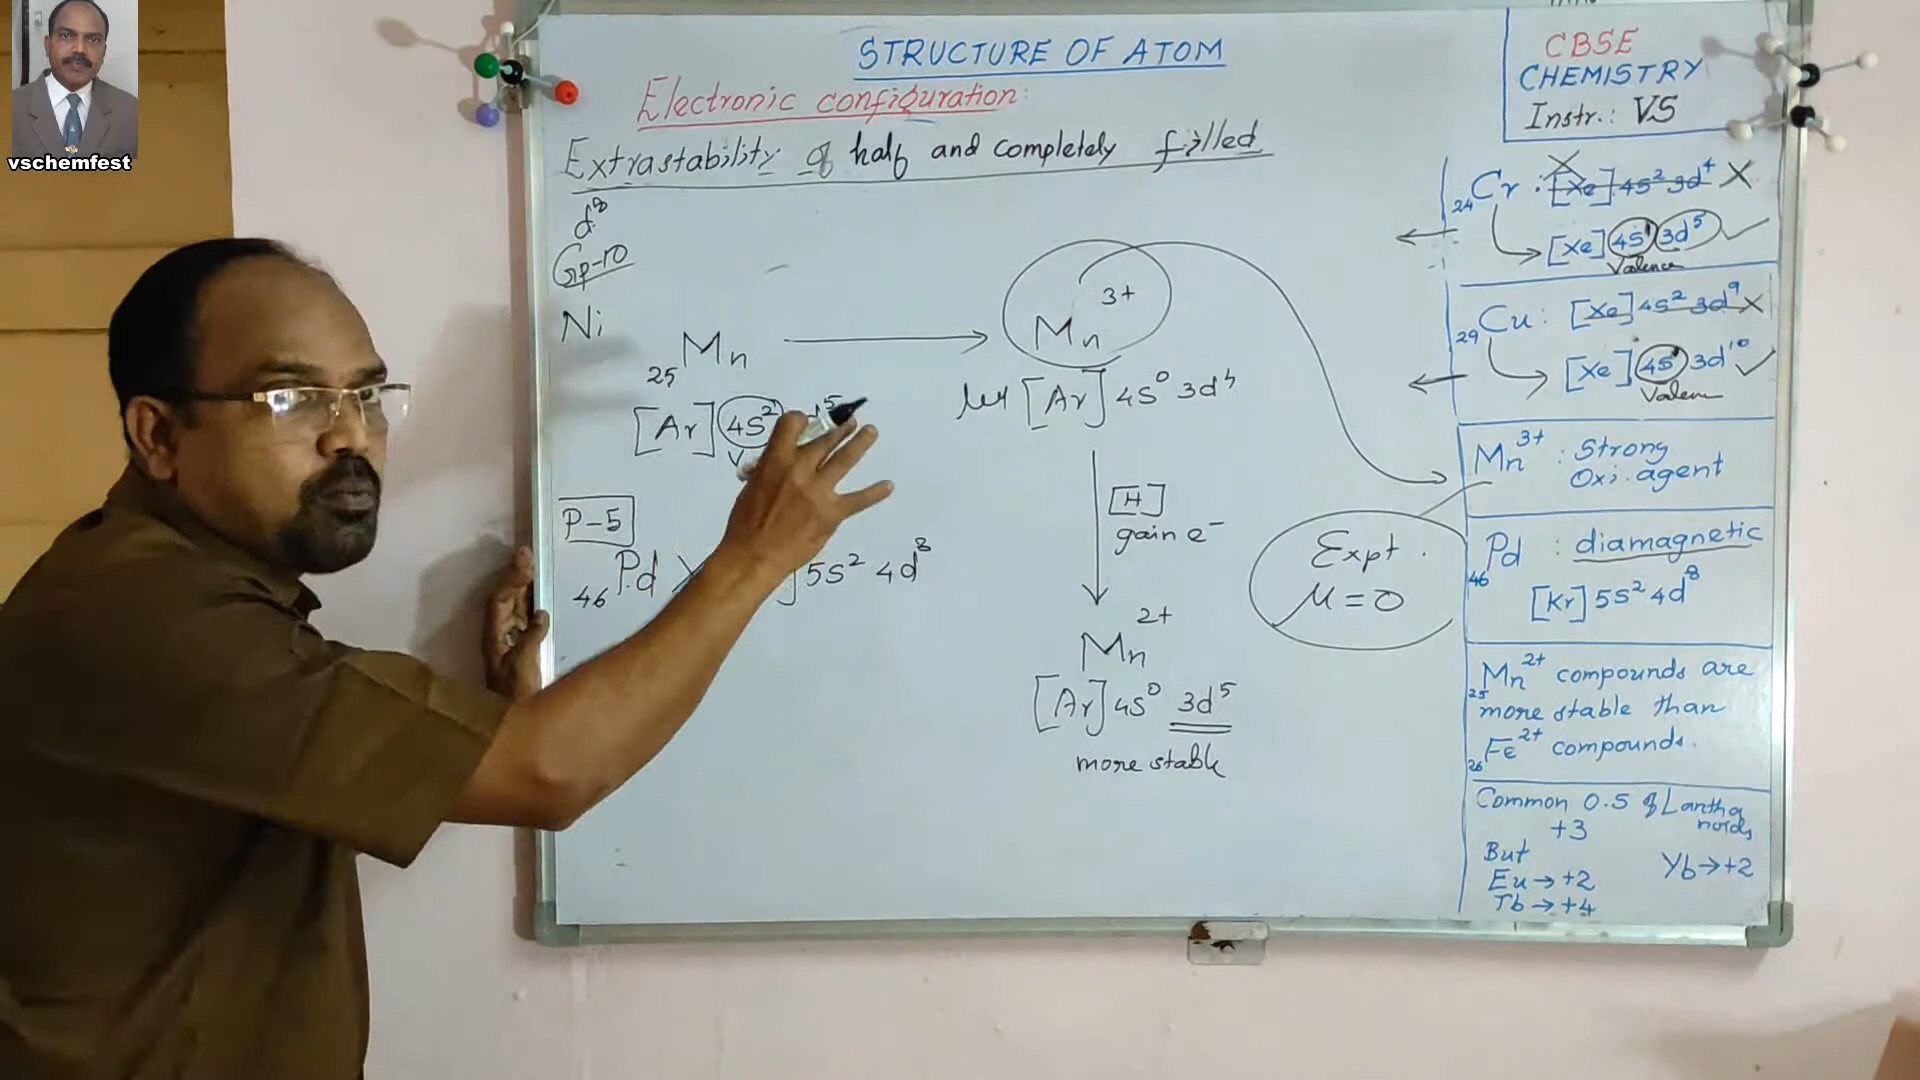 vschemfest
STRUCTURE OF ATOM
Electronic configuration:
Extrastability of half and completely filled
d⁸
Gp-10
Ni
₂₅Mn
[Ar] 4s² d⁵
Mn³⁺
[Ar] 4s⁰ 3d⁴
[H]
gain e⁻
Mn²⁺
[Ar] 4s⁰ 3d⁵
more stable
P-5
₄₆Pd ] 5s² 4d⁸
Expt.
μ = 0
CBSE
CHEMISTRY
Instr.: VS
₂₄Cr : [Xe] 4s² 3d⁴ X
[Xe] 4s¹ 3d⁵ ✓
Valence
₂₉Cu : [Xe] 4s² 3d⁹ X
[Xe] 4s¹ 3d¹⁰ ✓
Valen
Mn³⁺ : Strong
Oxi. agent
₄₆Pd : diamagnetic
[Kr] 5s² 4d⁸
₂₅Mn²⁺ compounds are
more stable than
₂₆Fe²⁺ compounds.
Common O.S of Lantha
noids
+3
But
Eu → +2
Yb → +2
Tb → +4